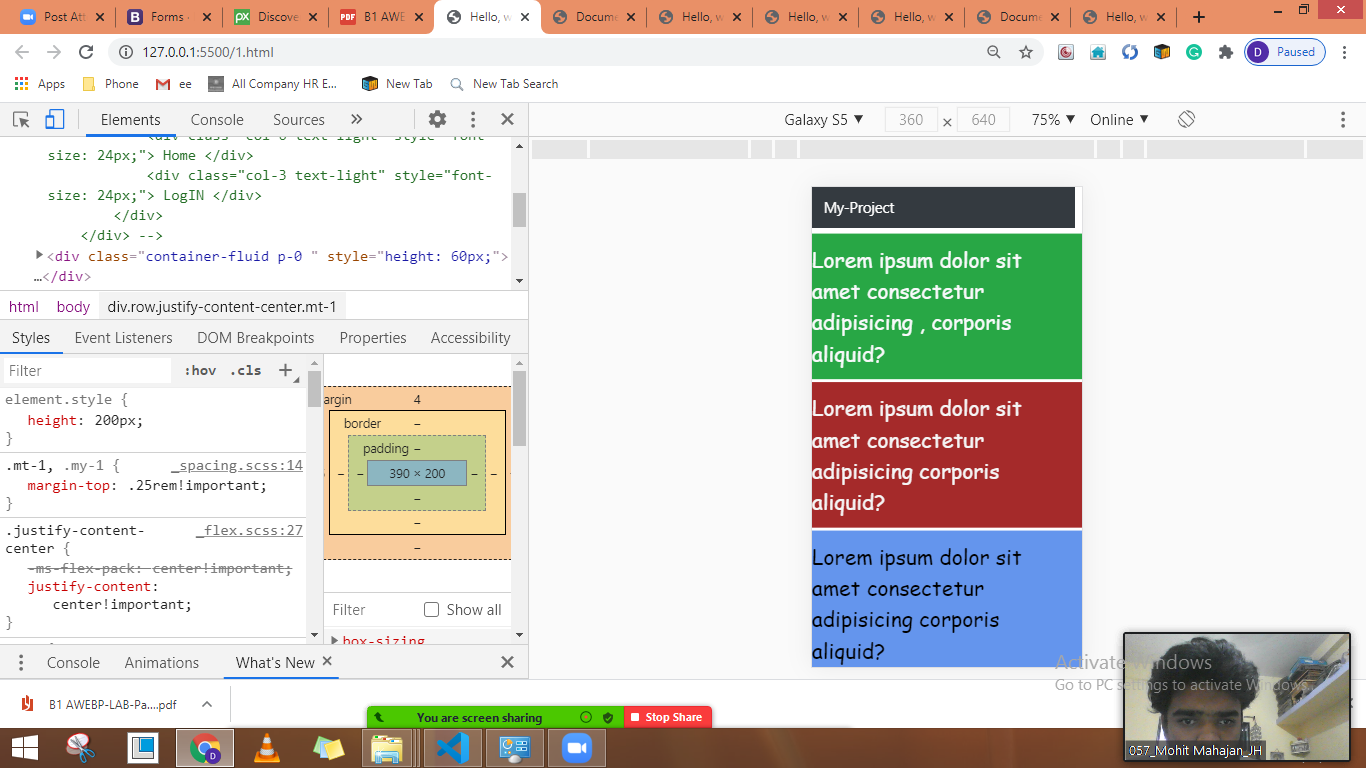 Post Att
Forms -
Discove
B1 AWE
Hello, w
Docume
Hello, w
Hello, w
Hello, w
Docume
Hello, w
127.0.0.1:5500/1.html
D Paused
Apps
Phone
ee
All Company HR E...
New Tab
New Tab Search
Elements
Console
Sources
Galaxy S5 ▼
360
×
640
75% ▼
Online ▼
<div class="col-6 text-light" style="font-
size: 24px;"> Home </div>
<div class="col-3 text-light" style="font-
size: 24px;"> LogIN </div>
</div>
</div> -->
<div class="container-fluid p-0 " style="height: 60px;">
…</div>
html
body
div.row.justify-content-center.mt-1
Styles
Event Listeners
DOM Breakpoints
Properties
Accessibility
Filter
:hov
.cls
element.style {
height: 200px;
}
.mt-1, .my-1 {
_spacing.scss:14
margin-top: .25rem!important;
}
.justify-content-
center {
_flex.scss:27
-ms-flex-pack: center!important;
justify-content:
center!important;
}
argin
4
border
–
padding –
390 × 200
–
–
–
Filter
Show all
box-sizing
My-Project
Lorem ipsum dolor sit
amet consectetur
adipisicing , corporis
aliquid?
Lorem ipsum dolor sit
amet consectetur
adipisicing corporis
aliquid?
Lorem ipsum dolor sit
amet consectetur
adipisicing corporis
aliquid?
Console
Animations
What's New
Activate Windows
Go to PC settings to activate Windows.
B1 AWEBP-LAB-Pa....pdf
You are screen sharing
Stop Share
057_Mohit Mahajan_JH